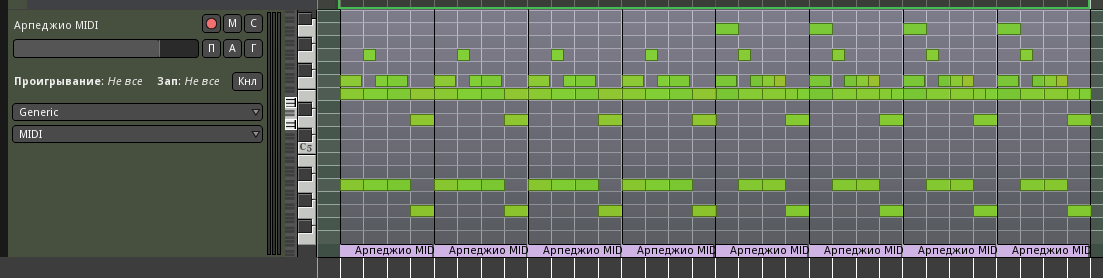 Арпеджио MIDI
М С
П А Г
Проигрывание: Не все Зап: Не все Кнл
Generic
MIDI
C5
Арпеджио MID Арпеджио MID Арпеджио MID Арпеджио MID Арпеджио MID Арпеджио MID Арпеджио MID Арпеджио MID